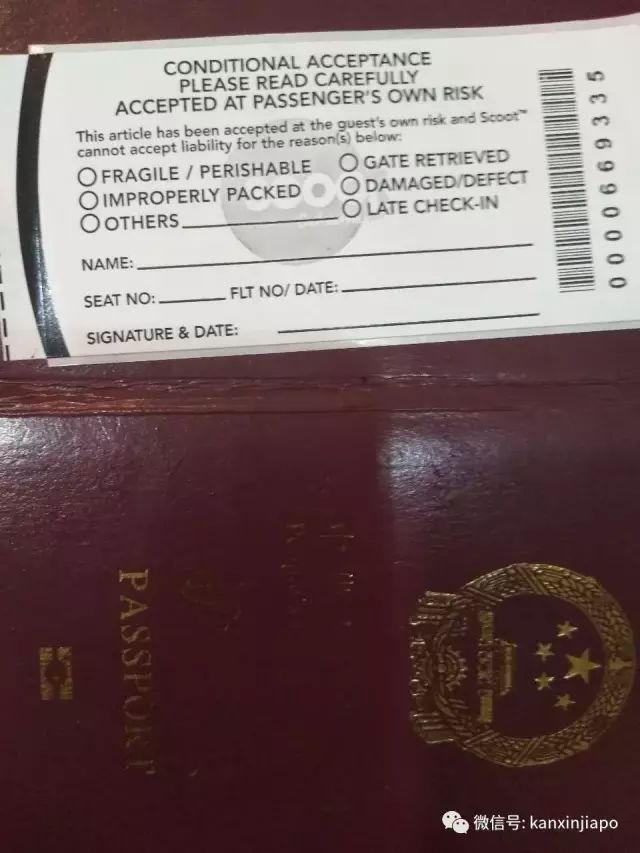 CONDITIONAL ACCEPTANCE
PLEASE READ CAREFULLY
ACCEPTED AT PASSENGER'S OWN RISK
This article has been accepted at the guest's own risk and Scoot™
cannot accept liability for the reason(s) below:
FRAGILE / PERISHABLE GATE RETRIEVED
IMPROPERLY PACKED DAMAGED/DEFECT
OTHERS LATE CHECK-IN
NAME:
SEAT NO: FLT NO/ DATE:
SIGNATURE & DATE:
0000669335
PASSPORT
微信号: kanxinjiapo